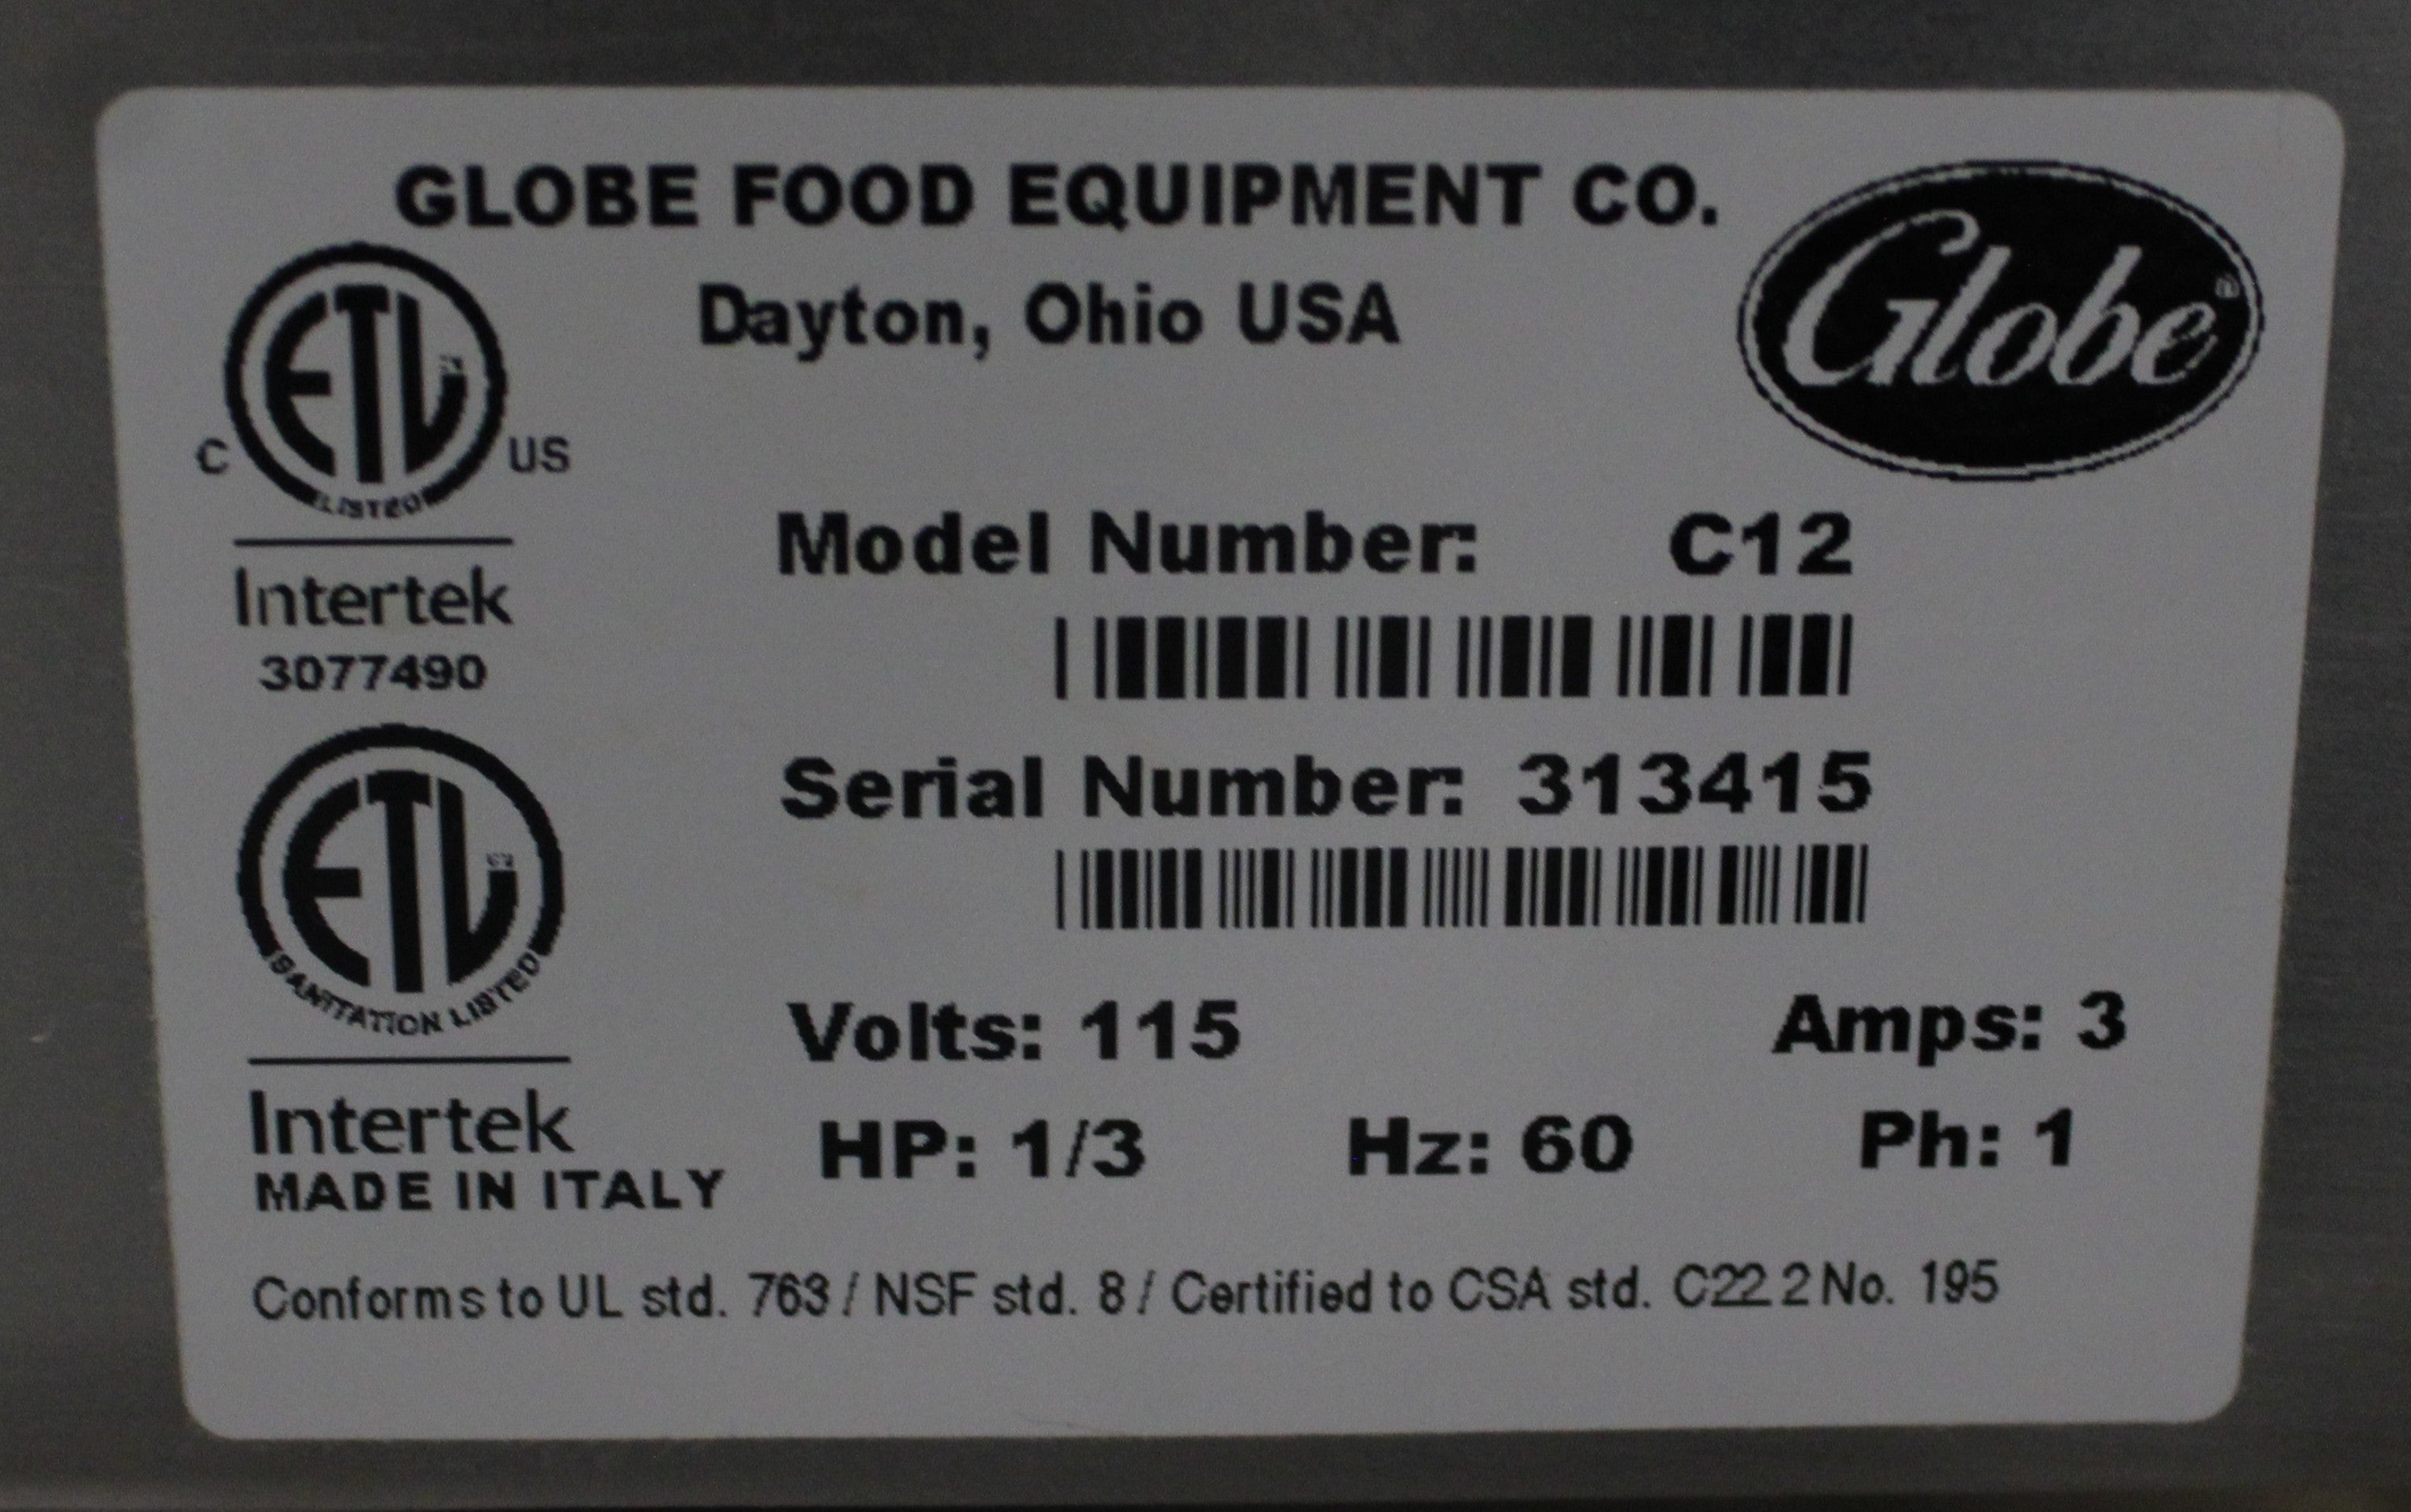 GLOBE FOOD EQUIPMENT CO.
Dayton, Ohio USA
Globe
ETL
LISTED
C US
Intertek
3077490
Model Number: C12
Serial Number: 313415
ETL
SANITATION LISTED
Intertek
MADE IN ITALY
Volts: 115 Amps: 3
HP: 1/3 Hz: 60 Ph: 1
Conforms to UL std. 763 / NSF std. 8 / Certified to CSA std. C22 2 No. 195